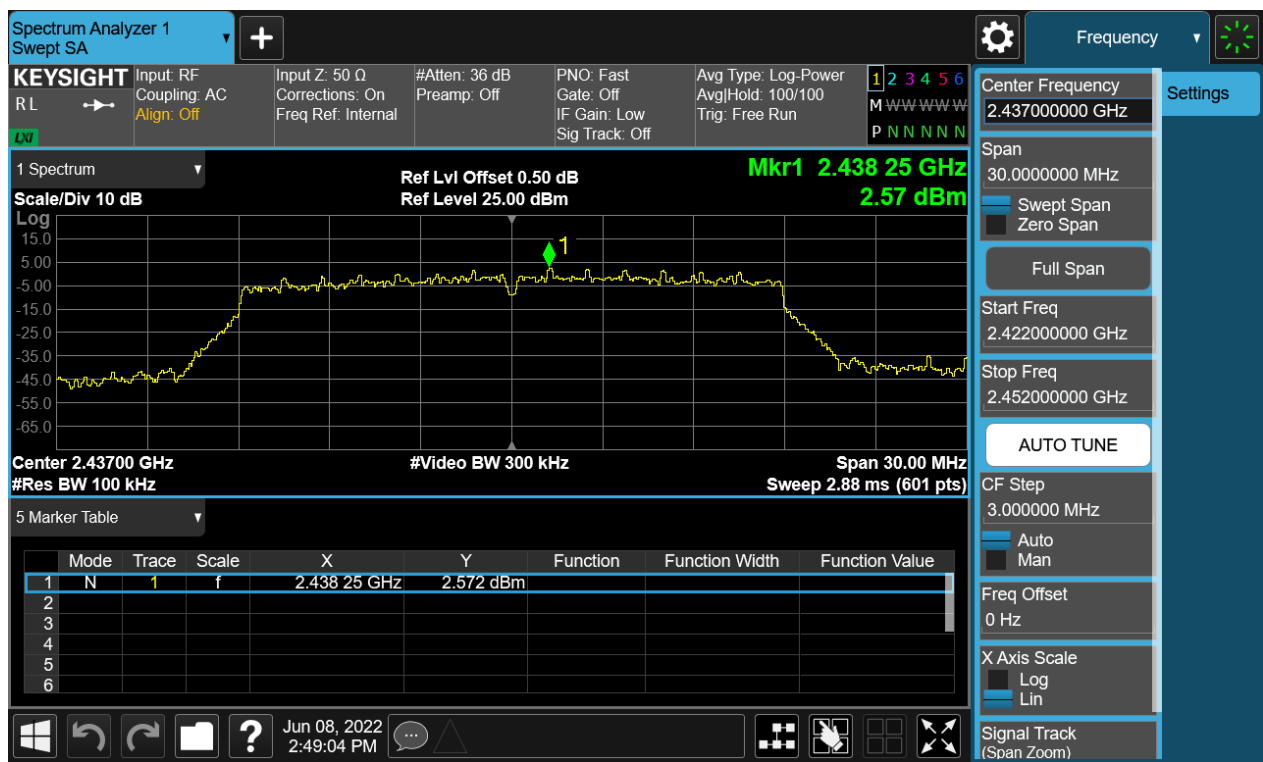 Spectrum Analyzer 1
Swept SA
Frequency
KEYSIGHT
R L
LXI
Input: RF
Coupling: AC
Align: Off
Input Z: 50 Ω
Corrections: On
Freq Ref: Internal
#Atten: 36 dB
Preamp: Off
PNO: Fast
Gate: Off
IF Gain: Low
Sig Track: Off
Avg Type: Log-Power
Avg|Hold: 100/100
Trig: Free Run
1 2 3 4 5 6
M W W W W W
P N N N N N
1 Spectrum
Scale/Div 10 dB
Ref Lvl Offset 0.50 dB
Ref Level 25.00 dBm
Mkr1 2.438 25 GHz
2.57 dBm
Log
15.0
5.00
-5.00
-15.0
-25.0
-35.0
-45.0
-55.0
-65.0
1
Center 2.43700 GHz
#Res BW 100 kHz
#Video BW 300 kHz
Span 30.00 MHz
Sweep 2.88 ms (601 pts)
5 Marker Table
Mode Trace Scale X Y Function Function Width Function Value
1 N 1 f 2.438 25 GHz 2.572 dBm
2
3
4
5
6
?
Jun 08, 2022
2:49:04 PM
Center Frequency
2.437000000 GHz
Settings
Span
30.0000000 MHz
Swept Span
Zero Span
Full Span
Start Freq
2.422000000 GHz
Stop Freq
2.452000000 GHz
AUTO TUNE
CF Step
3.000000 MHz
Auto
Man
Freq Offset
0 Hz
X Axis Scale
Log
Lin
Signal Track
(Span Zoom)